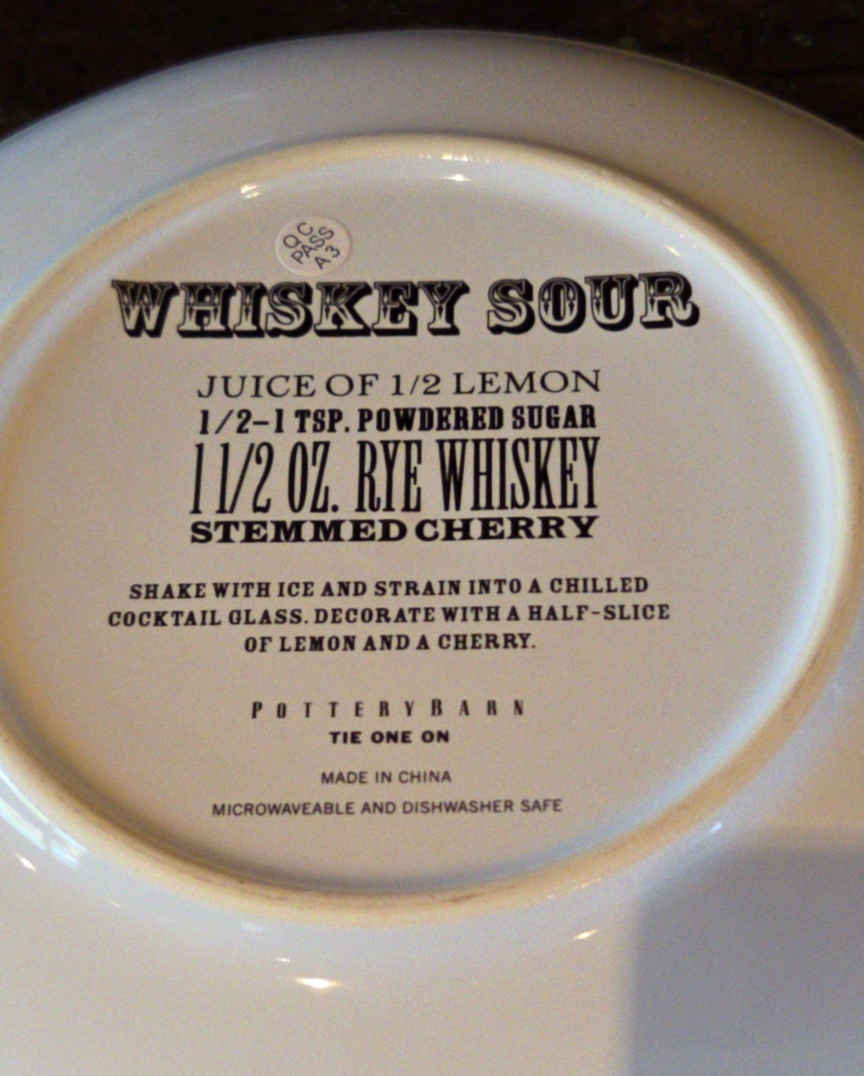 QC
PASS
A3
WHISKEY SOUR
JUICE OF 1/2 LEMON
1/2-1 TSP. POWDERED SUGAR
1 1/2 OZ. RYE WHISKEY
STEMMED CHERRY
SHAKE WITH ICE AND STRAIN INTO A CHILLED
COCKTAIL GLASS. DECORATE WITH A HALF-SLICE
OF LEMON AND A CHERRY.
POTTERYBARN
TIE ONE ON
MADE IN CHINA
MICROWAVEABLE AND DISHWASHER SAFE